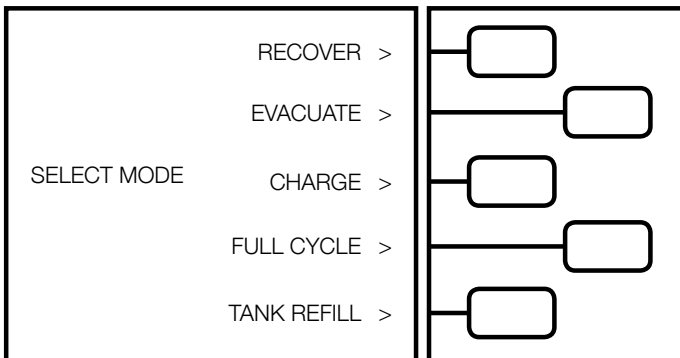 RECOVER >
EVACUATE >
SELECT MODE
CHARGE >
FULL CYCLE >
TANK REFILL >